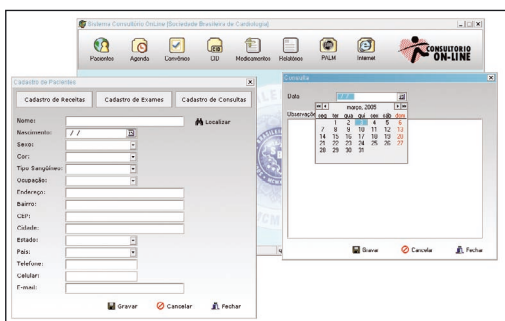 Sistema Consultório OnLine (Sociedade Brasileira de Cardiologia)
Pacientes Agenda Convênios CID Medicamentos Relatórios PALM Internet
CONSULTORIO
ON-LINE
Cadastro de Pacientes
Cadastro de Receitas Cadastro de Exames Cadastro de Consultas
Nome: Localizar
Nascimento: / /
Sexo:
Cor:
Tipo Sangüíneo:
Ocupação:
Endereço:
Bairro:
CEP:
Cidade:
Estado:
País:
Telefone:
Celular:
E-mail:
Gravar Cancelar Fechar
Consulta
Data / /
Observação
março, 2005
seg ter qua qui sex sáb dom
1 2 3 4 5 6
7 8 9 10 11 12 13
14 15 16 17 18 19 20
21 22 23 24 25 26 27
28 29 30 31
Gravar Cancelar Fechar